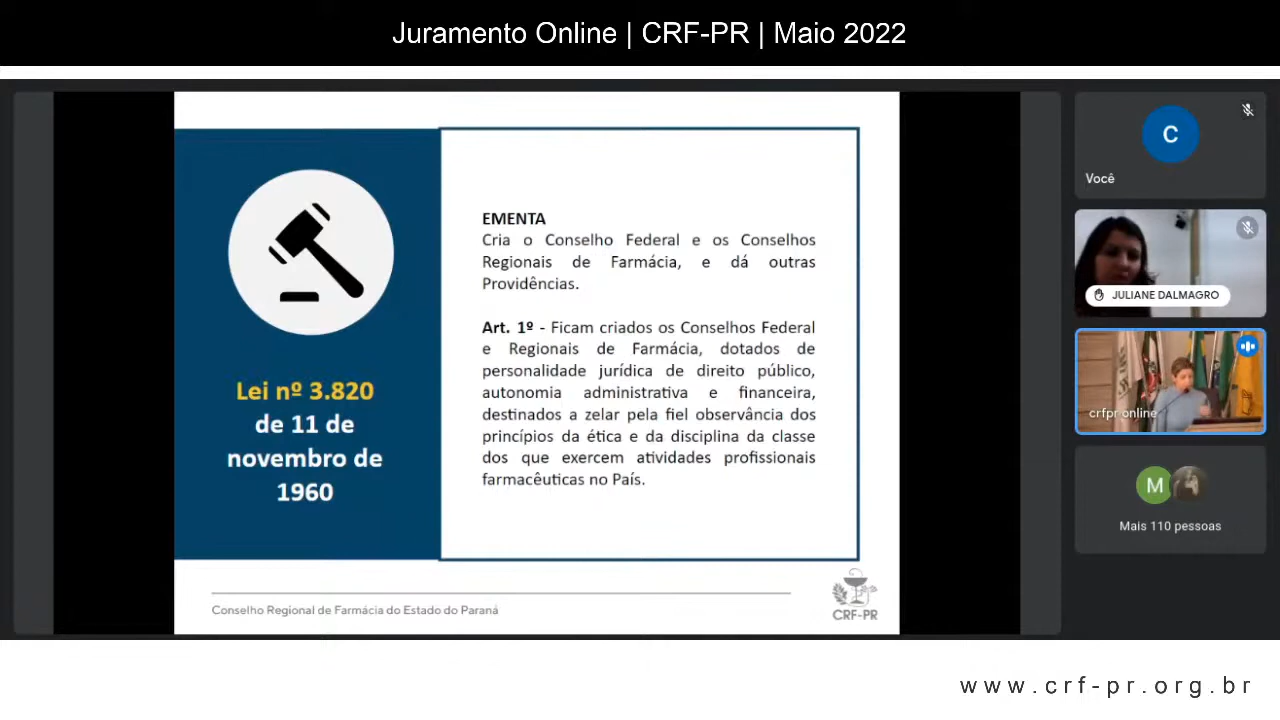 Juramento Online | CRF-PR | Maio 2022
Lei nº 3.820
de 11 de
novembro de
1960
EMENTA
Cria o Conselho Federal e os Conselhos
Regionais de Farmácia, e dá outras
Providências.
Art. 1º - Ficam criados os Conselhos Federal
e Regionais de Farmácia, dotados de
personalidade jurídica de direito público,
autonomia administrativa e financeira,
destinados a zelar pela fiel observância dos
princípios da ética e da disciplina da classe
dos que exercem atividades profissionais
farmacêuticas no País.
Conselho Regional de Farmácia do Estado do Paraná
CRF-PR
C
Você
JULIANE DALMAGRO
crfpr online
M
Mais 110 pessoas
www.crf-pr.org.br